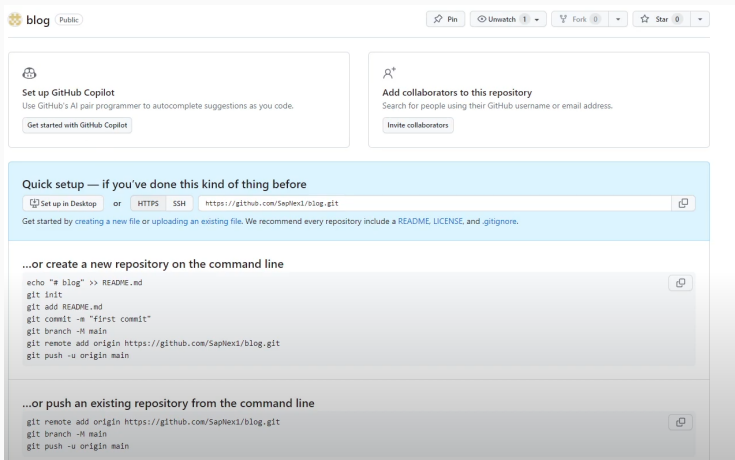 blog Public
Pin
Unwatch 1
Fork 0
Star 0
Set up GitHub Copilot
Use GitHub's AI pair programmer to autocomplete suggestions as you code.
Get started with GitHub Copilot
Add collaborators to this repository
Search for people using their GitHub username or email address.
Invite collaborators
Quick setup — if you've done this kind of thing before
Set up in Desktop or HTTPS SSH https://github.com/SapNex1/blog.git
Get started by creating a new file or uploading an existing file. We recommend every repository include a README, LICENSE, and .gitignore.
...or create a new repository on the command line
echo "# blog" >> README.md
git init
git add README.md
git commit -m "first commit"
git branch -M main
git remote add origin https://github.com/SapNex1/blog.git
git push -u origin main
...or push an existing repository from the command line
git remote add origin https://github.com/SapNex1/blog.git
git branch -M main
git push -u origin main